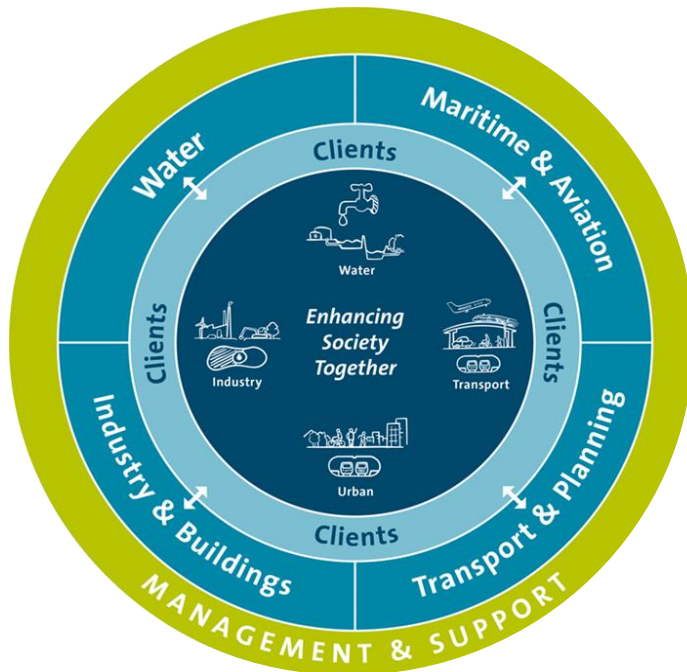 Water
Maritime & Aviation
Clients
Water
Clients
Industry
Enhancing
Society
Together
Transport
Clients
Urban
Clients
Industry & Buildings
Transport & Planning
MANAGEMENT & SUPPORT